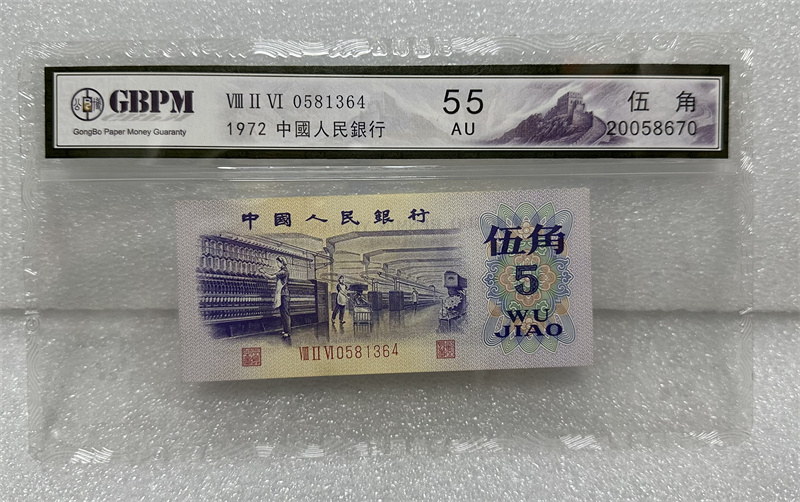 GBPM
GongBo Paper Money Guaranty
Ⅷ Ⅱ Ⅵ 0581364
1972 中國人民銀行
55
AU
伍角
20058670
中國人民銀行
伍角
5
WU
JIAO
Ⅷ Ⅱ Ⅵ 0581364